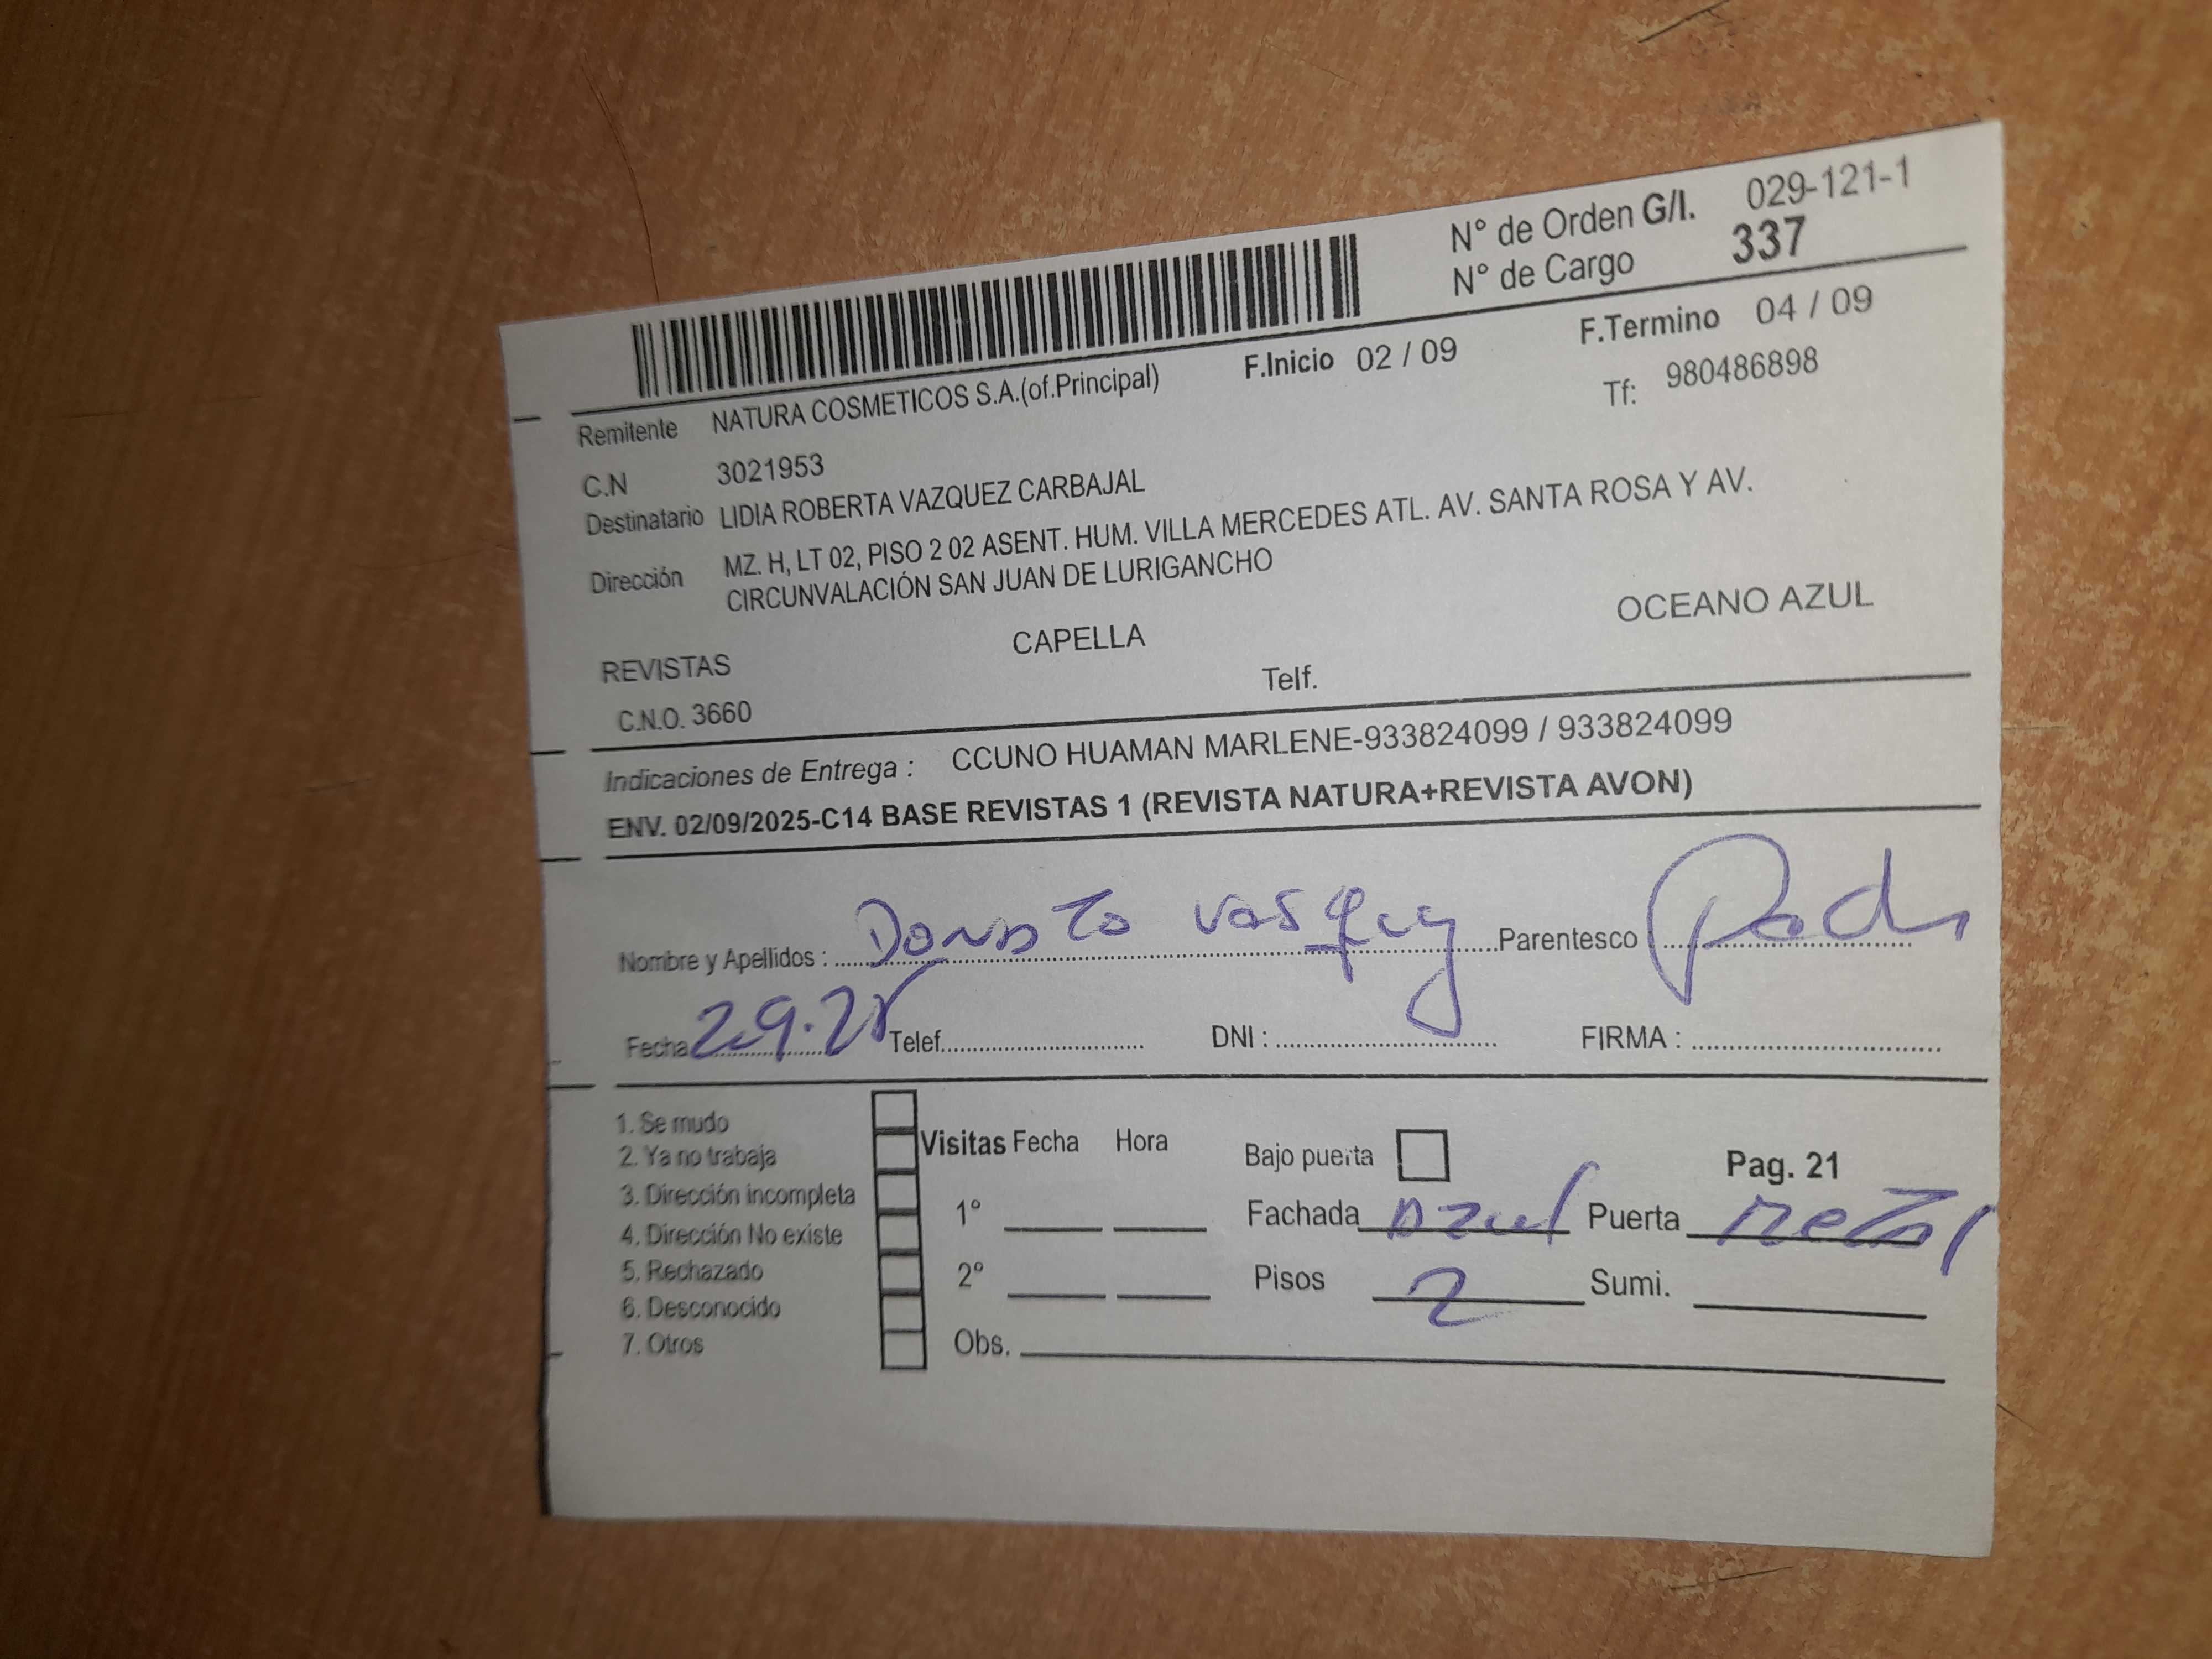 N° de Orden G/I. 029-121-1
N° de Cargo 337
F.Inicio 02 / 09 F.Termino 04 / 09
Remitente NATURA COSMETICOS S.A.(of.Principal) Tf: 980486898
C.N 3021953
Destinatario LIDIA ROBERTA VAZQUEZ CARBAJAL
Dirección MZ. H, LT 02, PISO 2 02 ASENT. HUM. VILLA MERCEDES ATL. AV. SANTA ROSA Y AV.
CIRCUNVALACIÓN SAN JUAN DE LURIGANCHO
REVISTAS CAPELLA OCEANO AZUL
C.N.O. 3660 Telf.
Indicaciones de Entrega : CCUNO HUAMAN MARLENE-933824099 / 933824099
ENV. 02/09/2025-C14 BASE REVISTAS 1 (REVISTA NATURA+REVISTA AVON)
Nombre y Apellidos : Donato Parentesco
Fecha 2.9.25 Telef. DNI : FIRMA :
1. Se mudo
2. Ya no trabaja Visitas Fecha Hora Bajo puerta Pag. 21
3. Dirección incompleta 1° Fachada azul Puerta metal
4. Dirección No existe
5. Rechazado 2° Pisos 2 Sumi.
6. Desconocido
7. Otros Obs.